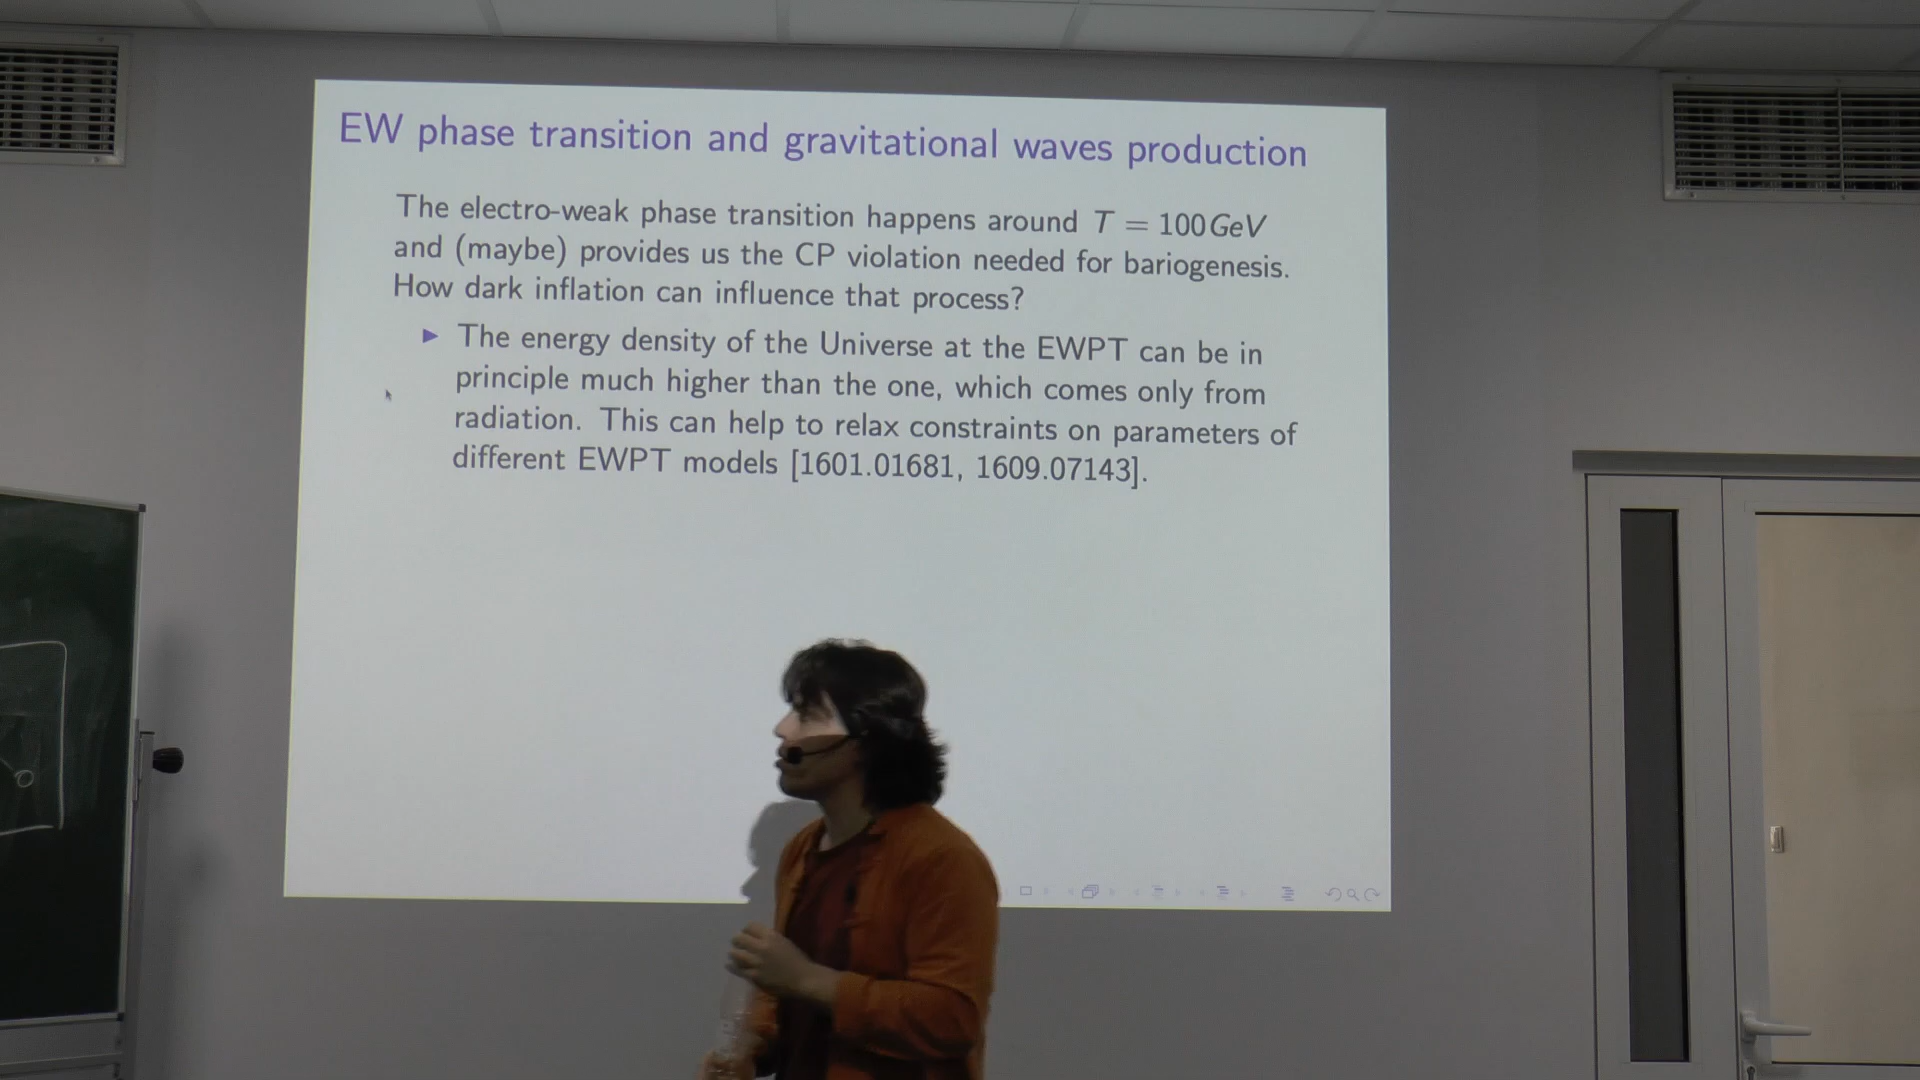 EW phase transition and gravitational waves production
The electro-weak phase transition happens around T = 100 GeV
and (maybe) provides us the CP violation needed for bariogenesis.
How dark inflation can influence that process?
▶ The energy density of the Universe at the EWPT can be in
principle much higher than the one, which comes only from
radiation. This can help to relax constraints on parameters of
different EWPT models [1601.01681, 1609.07143].